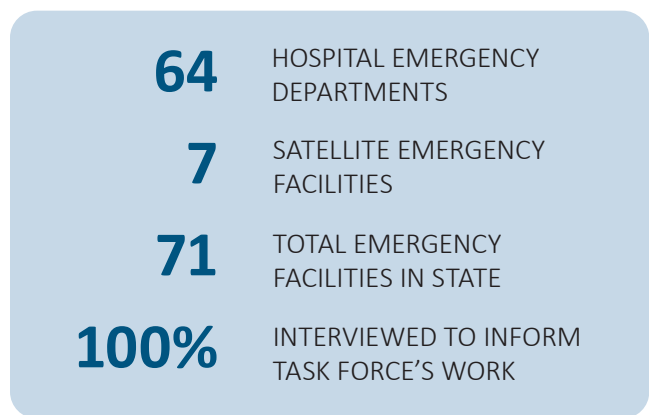 64 HOSPITAL EMERGENCY
DEPARTMENTS
7 SATELLITE EMERGENCY
FACILITIES
71 TOTAL EMERGENCY
FACILITIES IN STATE
100% INTERVIEWED TO INFORM
TASK FORCE’S WORK